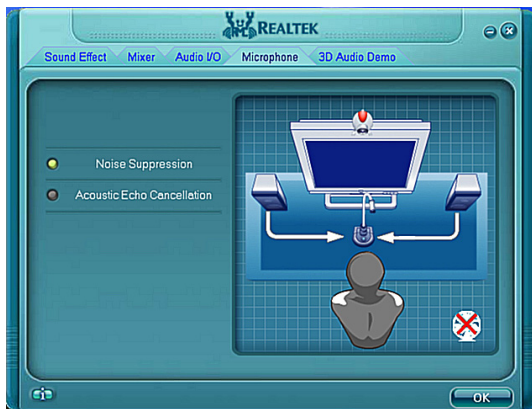 REALTEK
Sound Effect Mixer Audio I/O Microphone 3D Audio Demo
Noise Suppression
Acoustic Echo Cancellation
OK